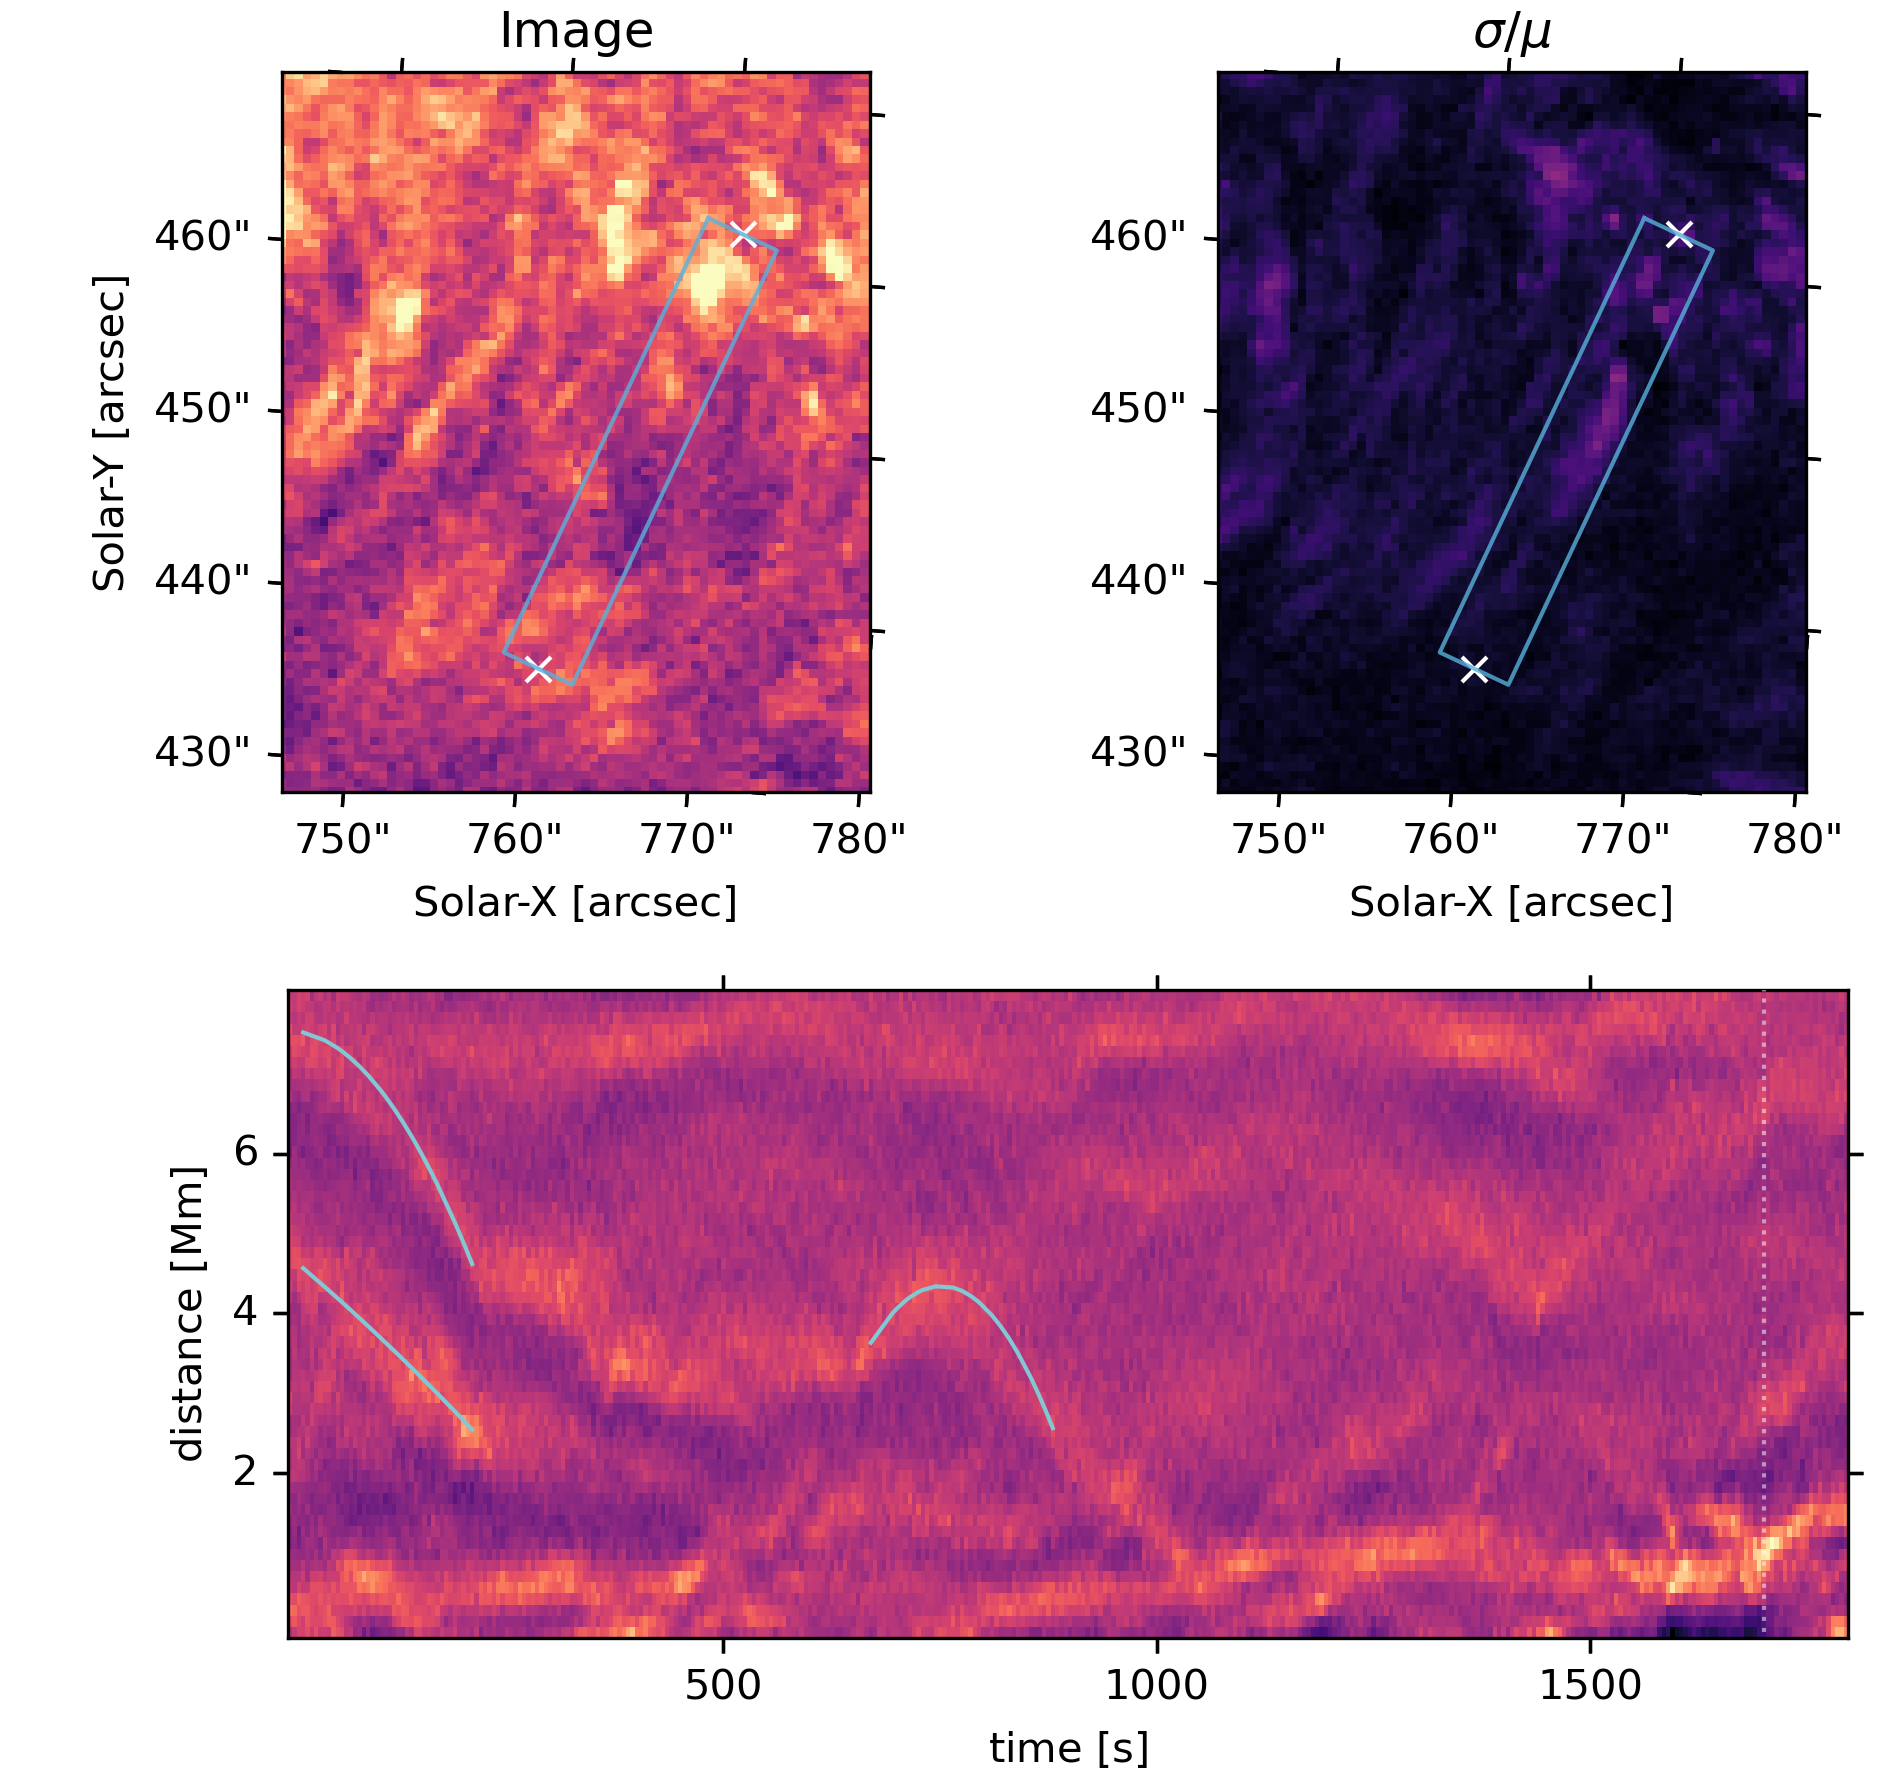 Image
σ/μ
460"
450"
440"
430"
Solar-Y [arcsec]
750" 760" 770" 780"
Solar-X [arcsec]
460"
450"
440"
430"
750" 760" 770" 780"
Solar-X [arcsec]
6
4
2
distance [Mm]
500 1000 1500
time [s]